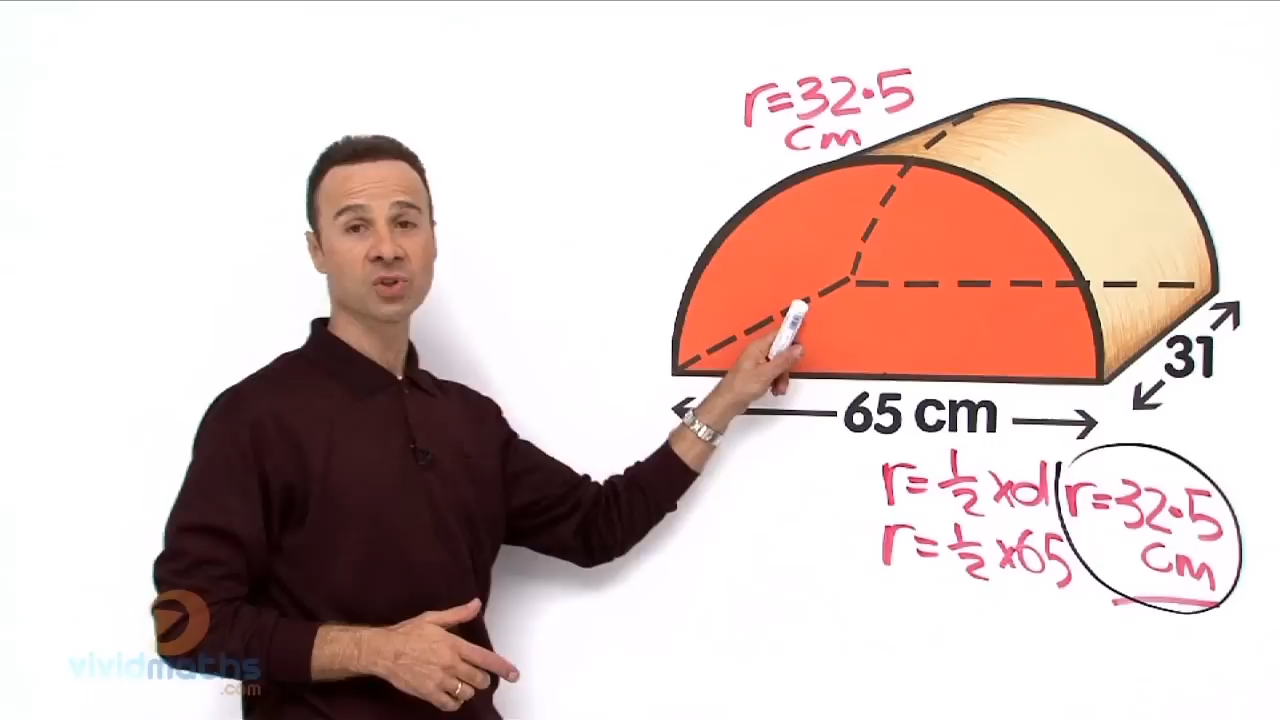 r=32·5
cm
31
65 cm
r=½×d
r=½×65
r=32·5
cm
vividmaths
.com